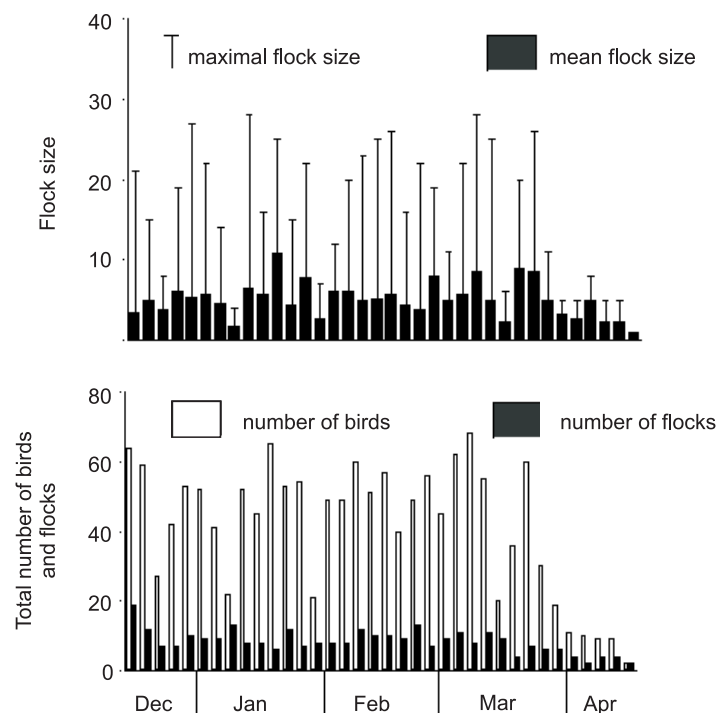 40
maximal flock size
mean flock size
30
20
10
Flock size
80
number of birds
number of flocks
60
40
20
0
Total number of birds
and flocks
Dec
Jan
Feb
Mar
Apr